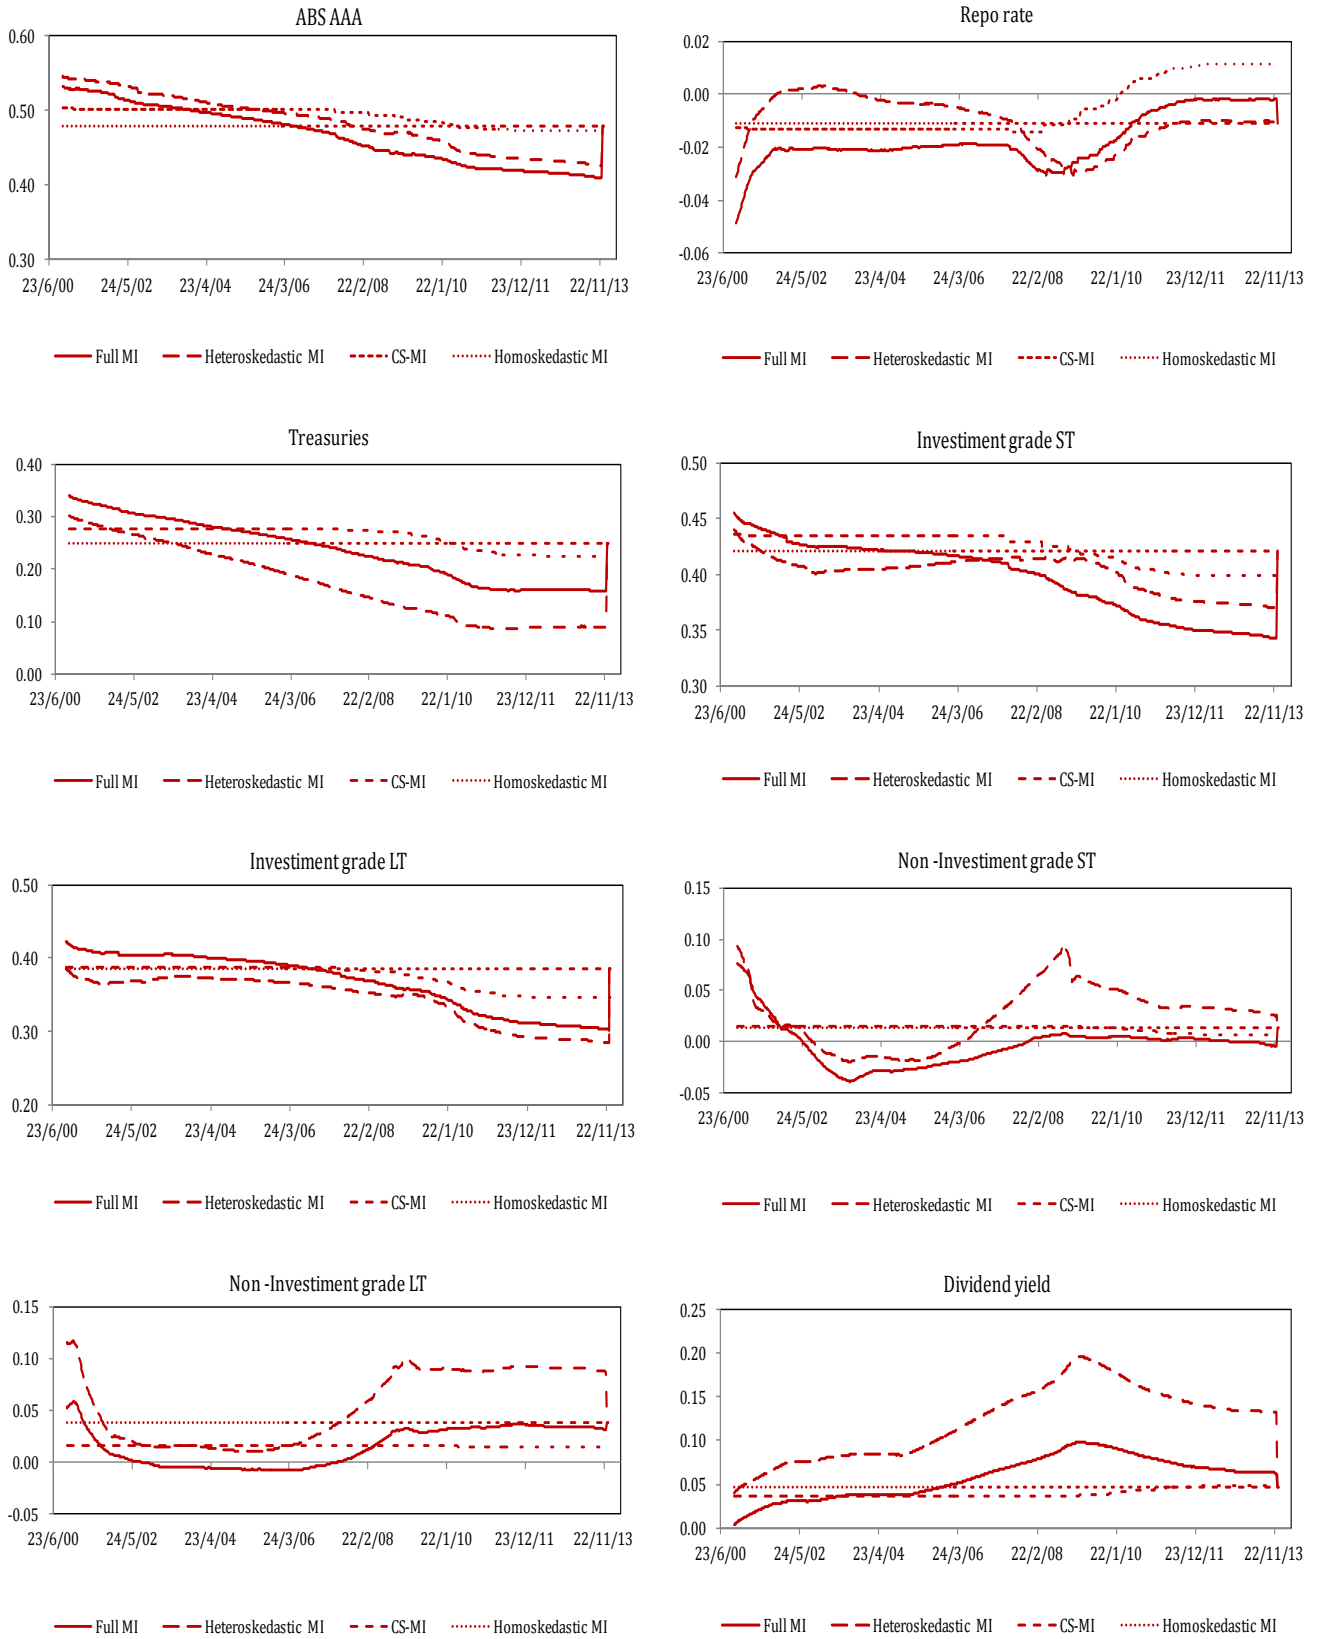 ABS AAA
0.60
0.50
0.40
0.30
23/6/00 24/5/02 23/4/04 24/3/06 22/2/08 22/1/10 23/12/11 22/11/13
Full MI Heteroskedastic MI CS-MI Homoskedastic MI
Repo rate
0.02
0.00
-0.02
-0.04
-0.06
23/6/00 24/5/02 23/4/04 24/3/06 22/2/08 22/1/10 23/12/11 22/11/13
Full MI Heteroskedastic MI CS-MI Homoskedastic MI
Treasuries
0.40
0.30
0.20
0.10
0.00
23/6/00 24/5/02 23/4/04 24/3/06 22/2/08 22/1/10 23/12/11 22/11/13
Full MI Heteroskedastic MI CS-MI Homoskedastic MI
Investiment grade ST
0.50
0.45
0.40
0.35
0.30
23/6/00 24/5/02 23/4/04 24/3/06 22/2/08 22/1/10 23/12/11 22/11/13
Full MI Heteroskedastic MI CS-MI Homoskedastic MI
Investiment grade LT
0.50
0.40
0.30
0.20
23/6/00 24/5/02 23/4/04 24/3/06 22/2/08 22/1/10 23/12/11 22/11/13
Full MI Heteroskedastic MI CS-MI Homoskedastic MI
Non -Investiment grade ST
0.15
0.10
0.05
0.00
-0.05
23/6/00 24/5/02 23/4/04 24/3/06 22/2/08 22/1/10 23/12/11 22/11/13
Full MI Heteroskedastic MI CS-MI Homoskedastic MI
Non -Investiment grade LT
0.15
0.10
0.05
0.00
-0.05
23/6/00 24/5/02 23/4/04 24/3/06 22/2/08 22/1/10 23/12/11 22/11/13
Full MI Heteroskedastic MI CS-MI Homoskedastic MI
Dividend yield
0.25
0.20
0.15
0.10
0.05
0.00
23/6/00 24/5/02 23/4/04 24/3/06 22/2/08 22/1/10 23/12/11 22/11/13
Full MI Heteroskedastic MI CS-MI Homoskedastic MI